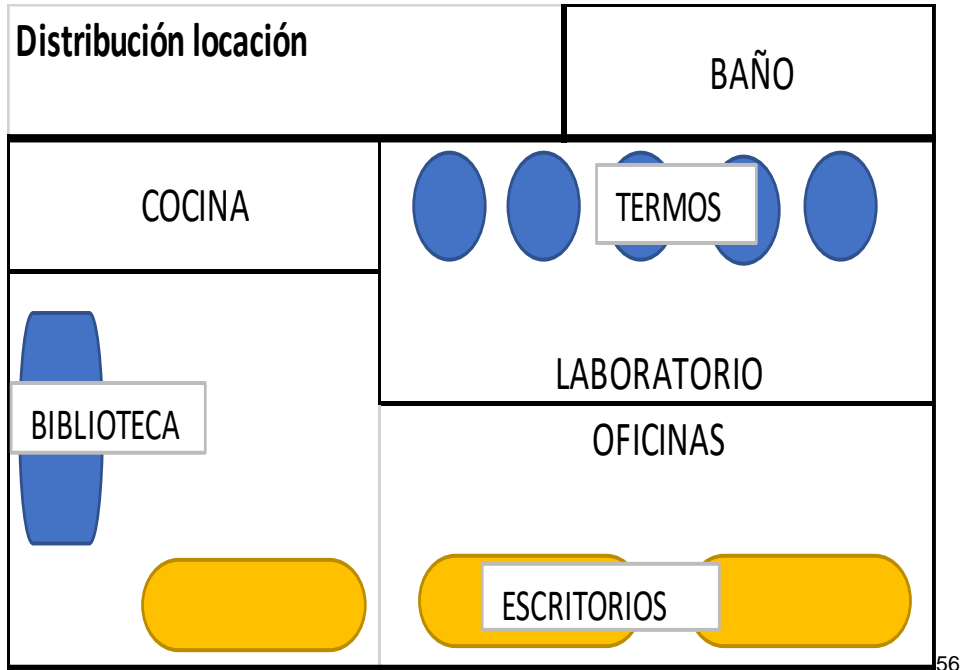 Distribución locación
BAÑO
COCINA
TERMOS
LABORATORIO
BIBLIOTECA
OFICINAS
ESCRITORIOS
56